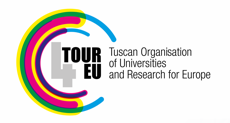 TOUR
4 EU
Tuscan Organisation
of Universities
and Research for Europe